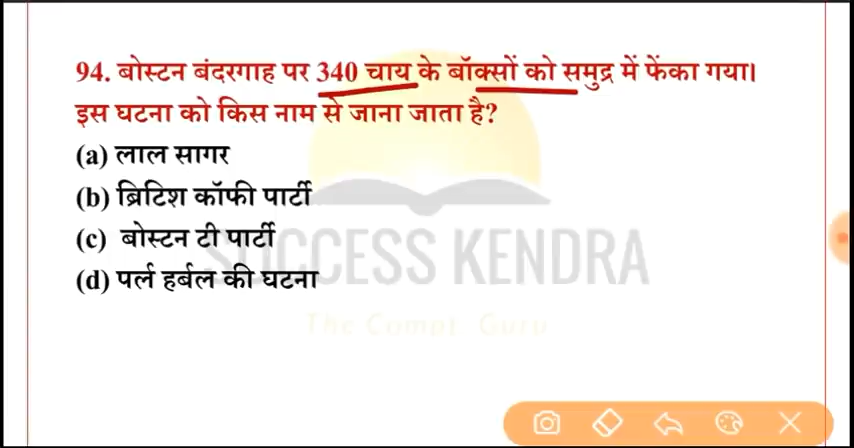 94. बोस्टन बंदरगाह पर 340 चाय के बॉक्सों को समुद्र में फेंका गया।
इस घटना को किस नाम से जाना जाता है?
(a) लाल सागर
(b) ब्रिटिश कॉफी पार्टी
(c) बोस्टन टी पार्टी
(d) पर्ल हर्बल की घटना
SUCCESS KENDRA
The Compt. Guru